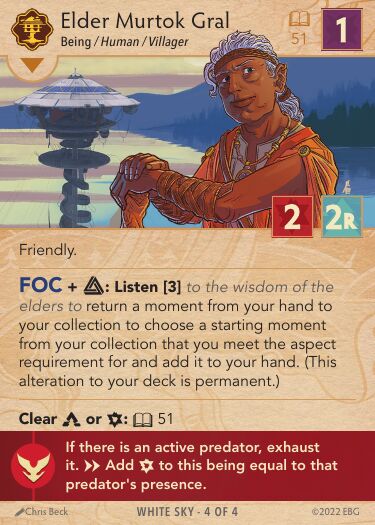 Elder Murtok Gral
Being / Human / Villager
51
1
2
2R
Friendly.
FOC + : Listen [3] to the wisdom of the
elders to return a moment from your hand to
your collection to choose a starting moment
from your collection that you meet the aspect
requirement for and add it to your hand. (This
alteration to your deck is permanent.)
Clear or : 51
If there is an active predator, exhaust
it. Add to this being equal to that
predator's presence.
Chris Beck
WHITE SKY - 4 OF 4
©2022 EBG